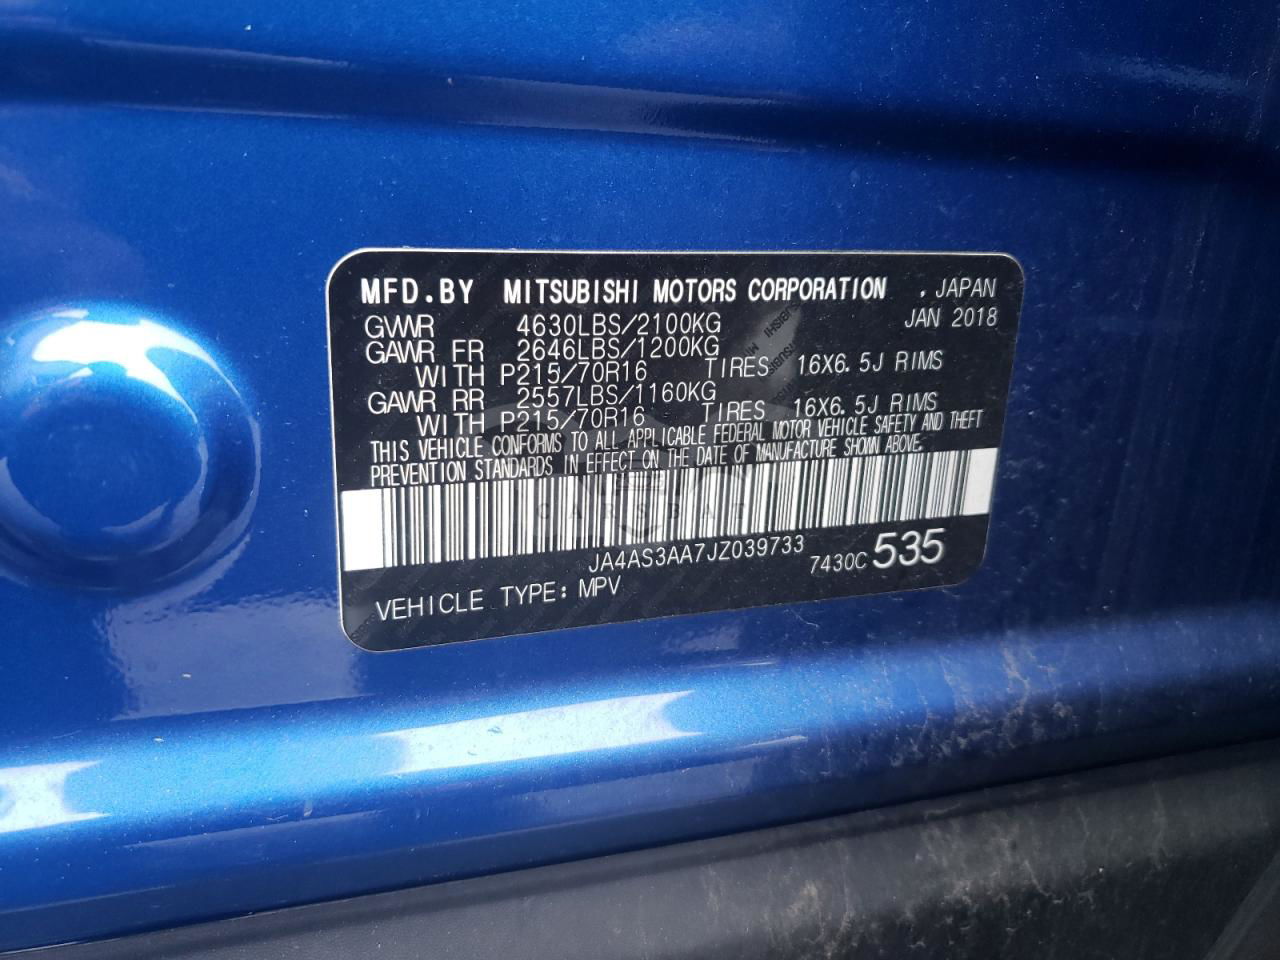 MFD.BY MITSUBISHI MOTORS CORPORATION . JAPAN
JAN 2018
GVWR 4630LBS/2100KG
GAWR FR 2646LBS/1200KG
WITH P215/70R16 TIRES 16X6.5J RIMS
GAWR RR 2557LBS/1160KG
WITH P215/70R16 TIRES 16X6.5J RIMS
THIS VEHICLE CONFORMS TO ALL APPLICABLE FEDERAL MOTOR VEHICLE SAFETY AND THEFT
PREVENTION STANDARDS IN EFFECT ON THE DATE OF MANUFACTURE SHOWN ABOVE.
CARSBAT
JA4AS3AA7JZ039733
7430C 535
VEHICLE TYPE: MPV